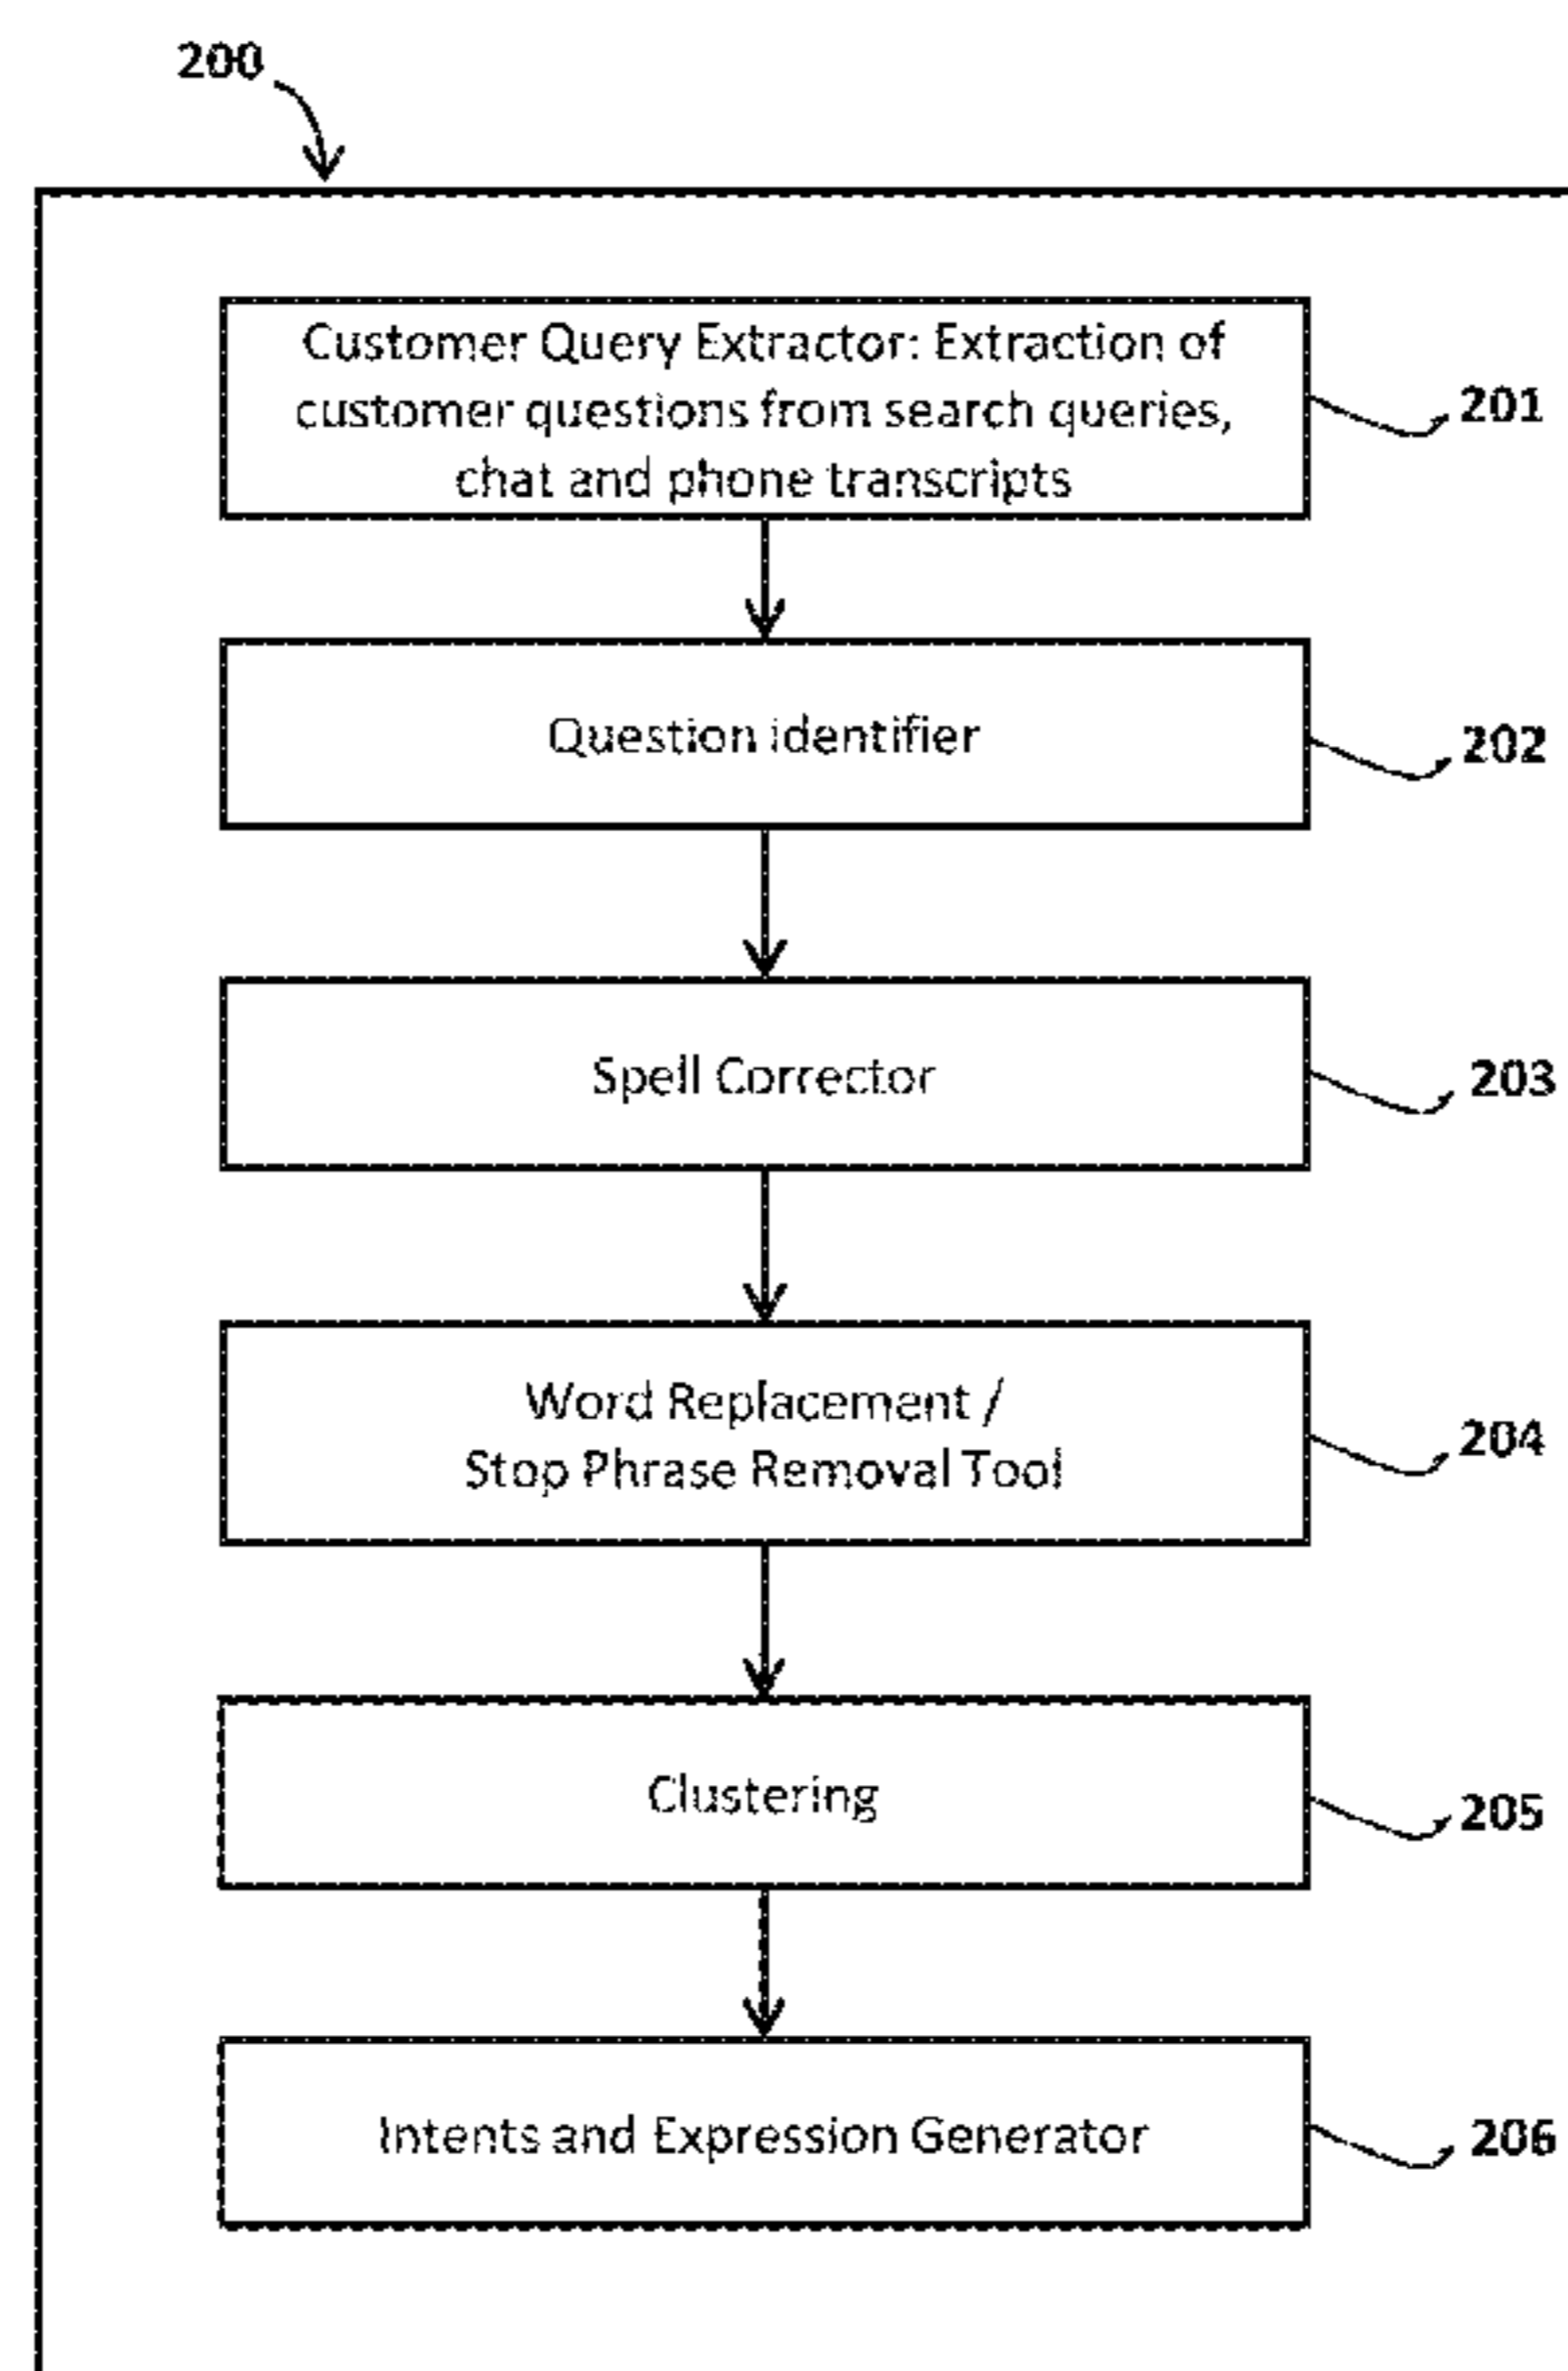 200
Customer Query Extractor: Extraction of
customer questions from search queries,
chat and phone transcripts
201
Question identifier
202
Spell Corrector
203
Word Replacement /
Stop Phrase Removal Tool
204
Clustering
205
Intents and Expression Generator
206